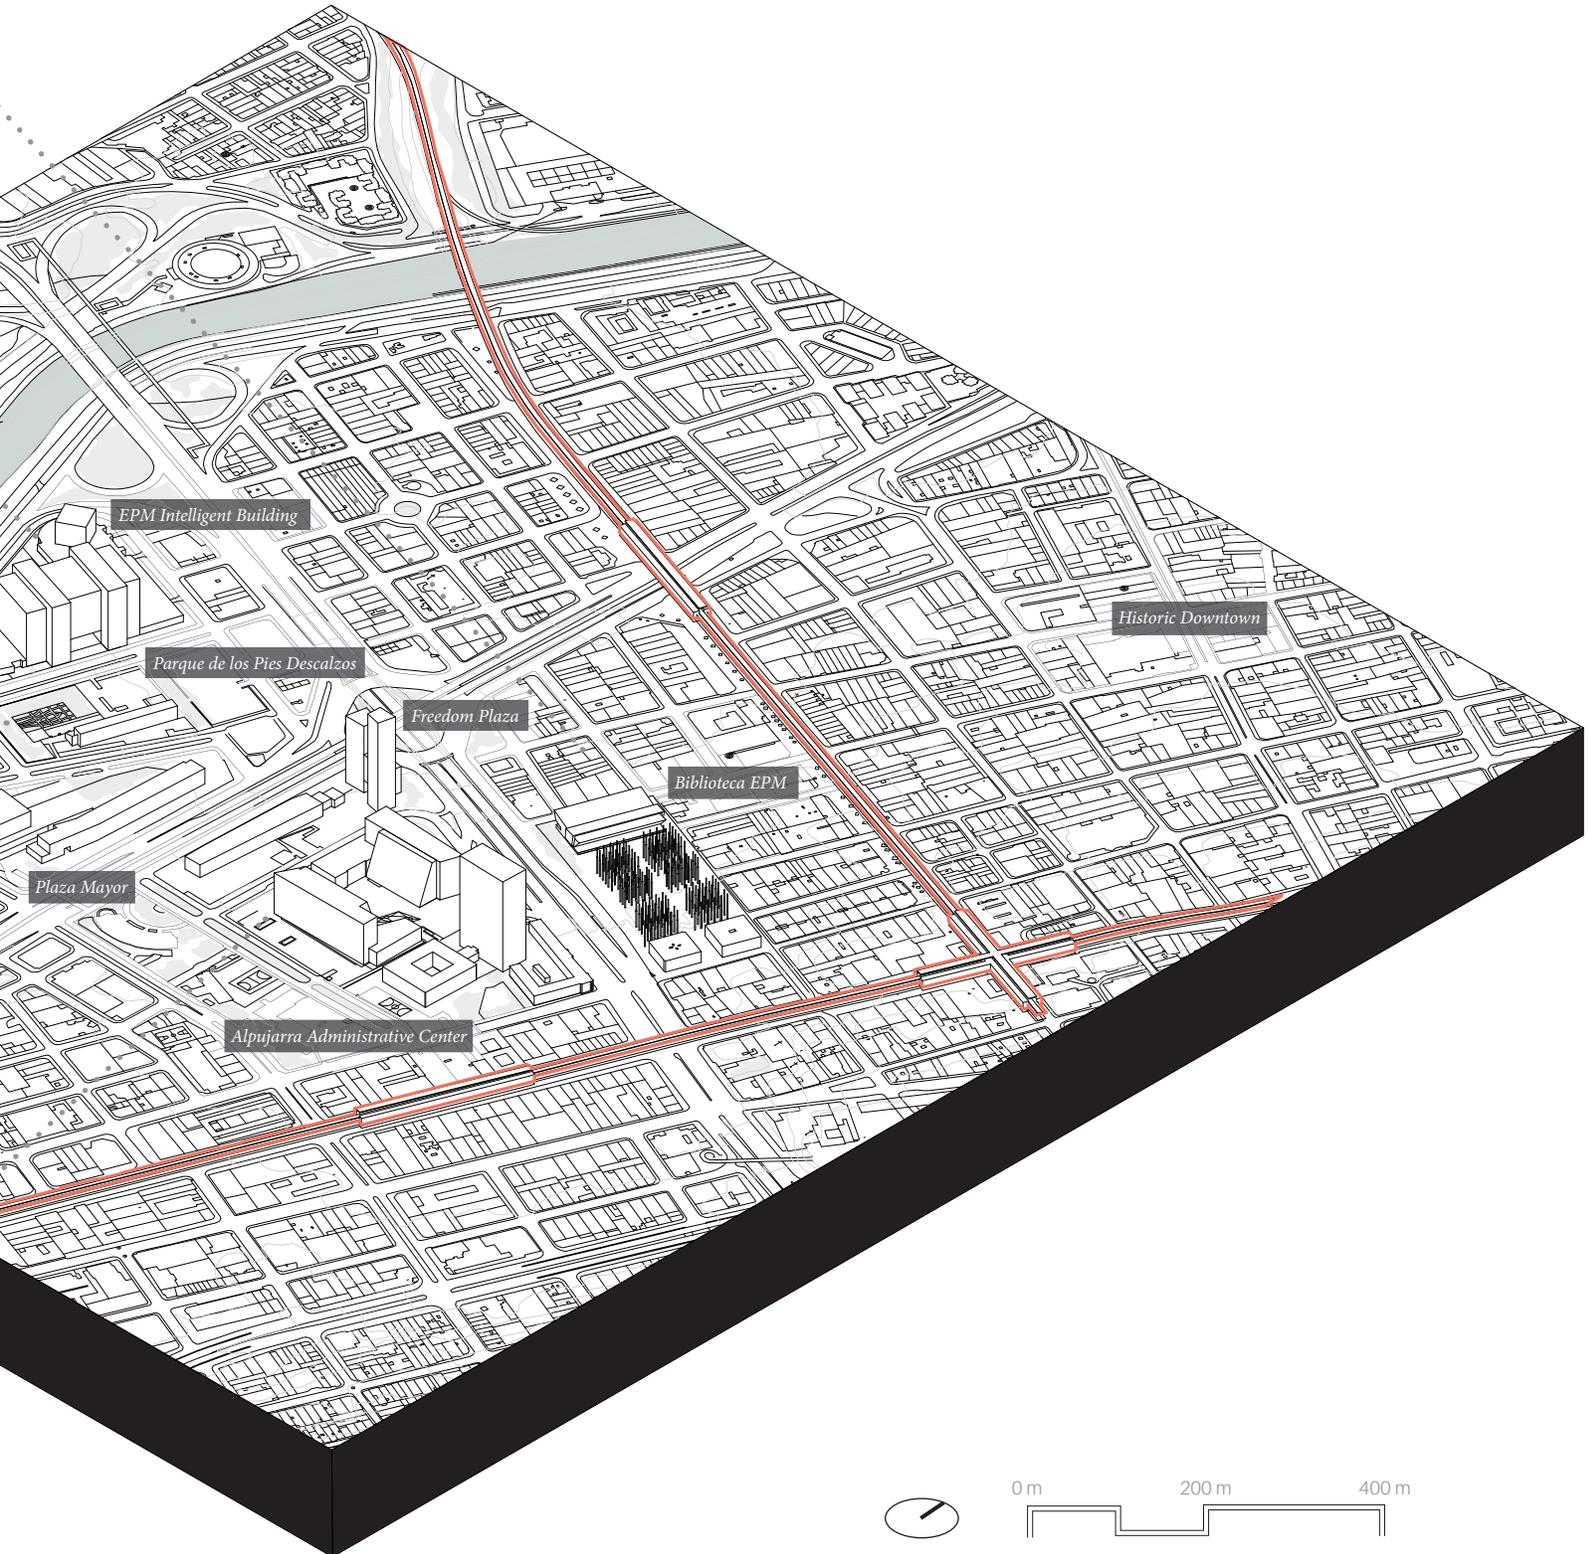 EPM Intelligent Building
Historic Downtown
Parque de los Pies Descalzos
Freedom Plaza
Biblioteca EPM
Plaza Mayor
Alpujarra Administrative Center
0 m 200 m 400 m